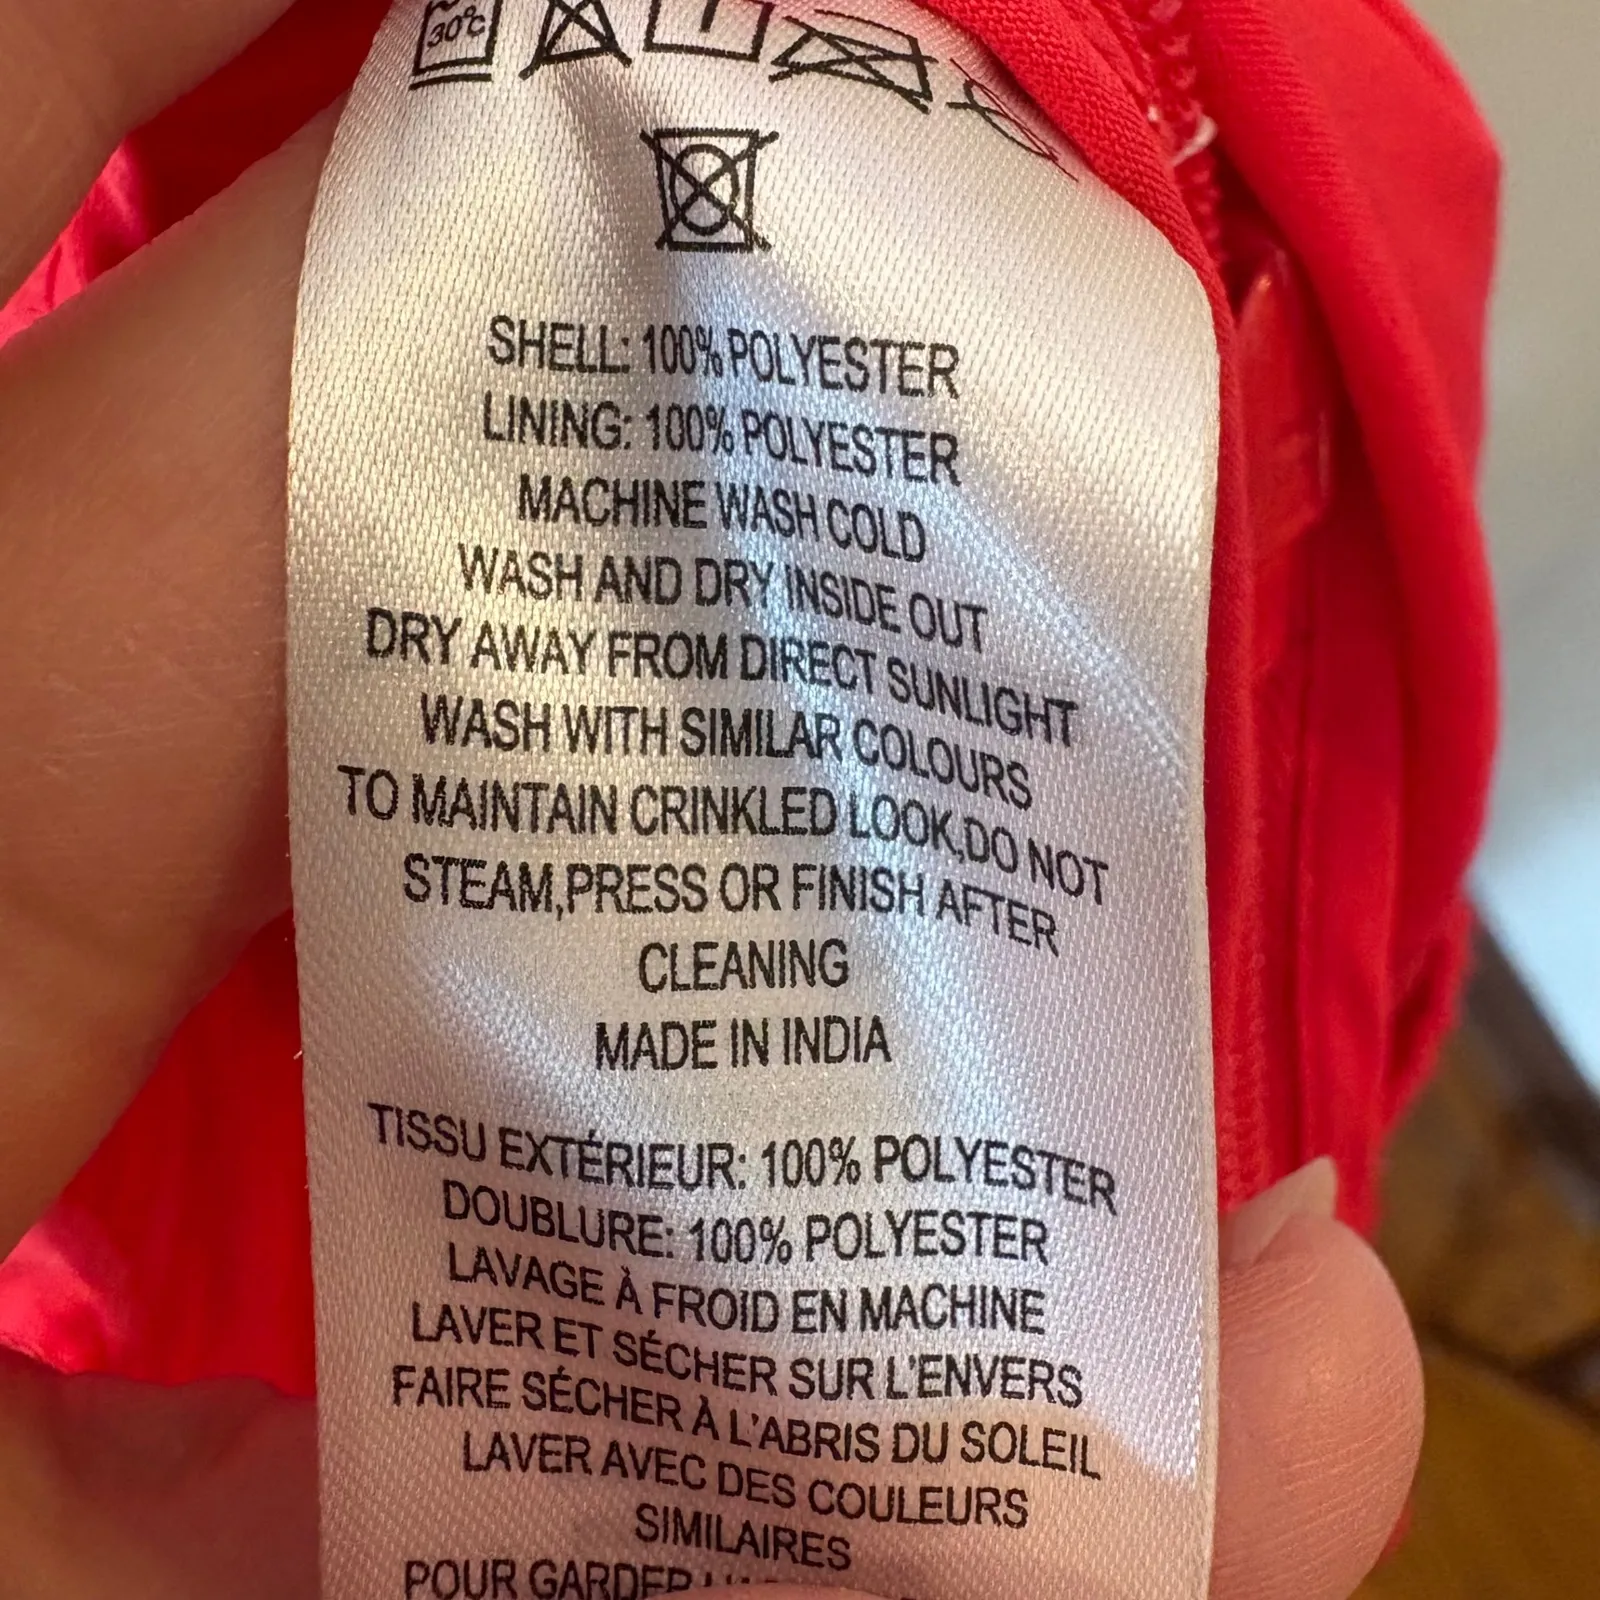 30°C
SHELL: 100% POLYESTER
LINING: 100% POLYESTER
MACHINE WASH COLD
WASH AND DRY INSIDE OUT
DRY AWAY FROM DIRECT SUNLIGHT
WASH WITH SIMILAR COLOURS
TO MAINTAIN CRINKLED LOOK,DO NOT
STEAM,PRESS OR FINISH AFTER
CLEANING
MADE IN INDIA
TISSU EXTÉRIEUR: 100% POLYESTER
DOUBLURE: 100% POLYESTER
LAVAGE À FROID EN MACHINE
LAVER ET SÉCHER SUR L'ENVERS
FAIRE SÉCHER À L'ABRIS DU SOLEIL
LAVER AVEC DES COULEURS
SIMILAIRES
POUR GARDER